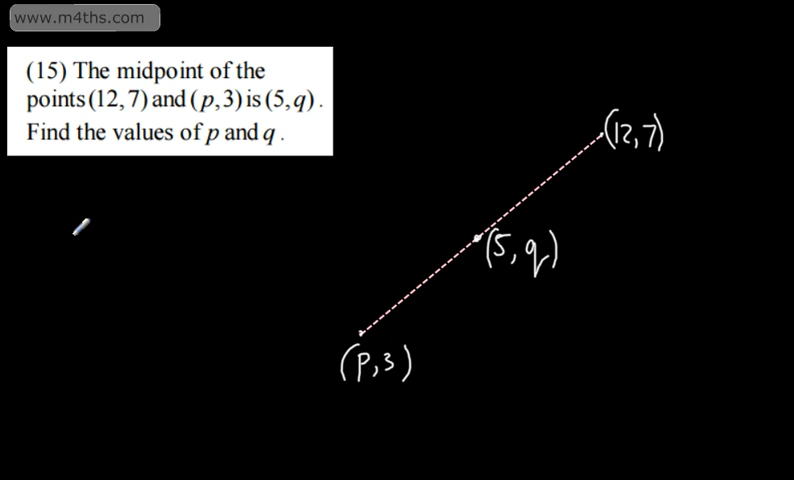 www.m4ths.com
(15) The midpoint of the
points (12,7) and (p,3) is (5,q).
Find the values of p and q.
(12,7)
(5,q)
(p,3)